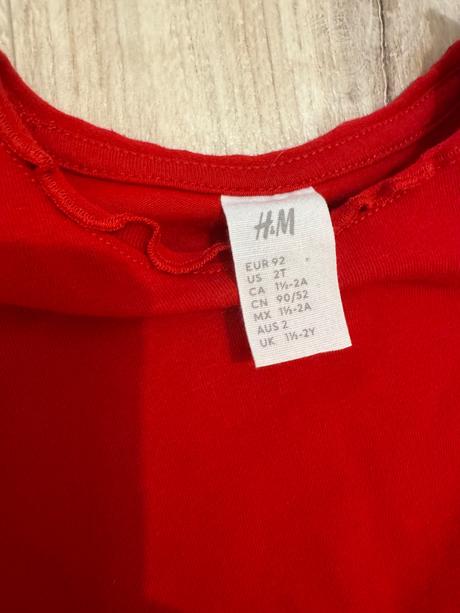 H&M
EUR 92
US 2T
CA 1½-2A
CN 90/52
MX 1½-2A
AUS 2
UK 1½-2Y